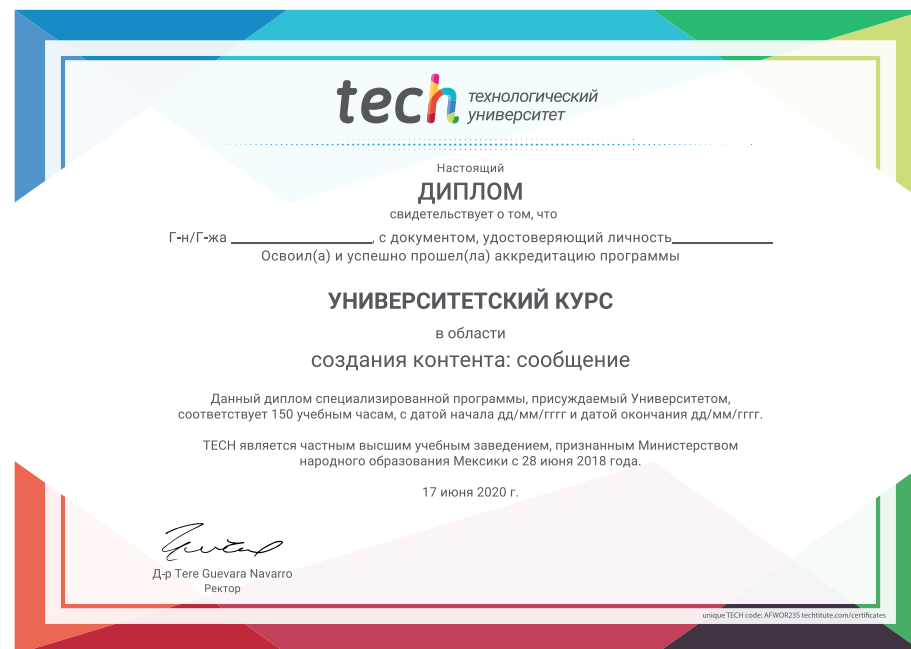 tech технологический
университет
Настоящий
ДИПЛОМ
свидетельствует о том, что
Г-н/Г-жа ____________________, с документом, удостоверяющий личность______________
Освоил(а) и успешно прошел(ла) аккредитацию программы
УНИВЕРСИТЕТСКИЙ КУРС
в области
создания контента: сообщение
Данный диплом специализированной программы, присуждаемый Университетом,
соответствует 150 учебным часам, с датой начала дд/мм/гггг и датой окончания дд/мм/гггг.
TECH является частным высшим учебным заведением, признанным Министерством
народного образования Мексики с 28 июня 2018 года.
17 июня 2020 г.
Д-р Tere Guevara Navarro
Ректор
unique TECH code: AFWOR23S techtitute.com/certificates